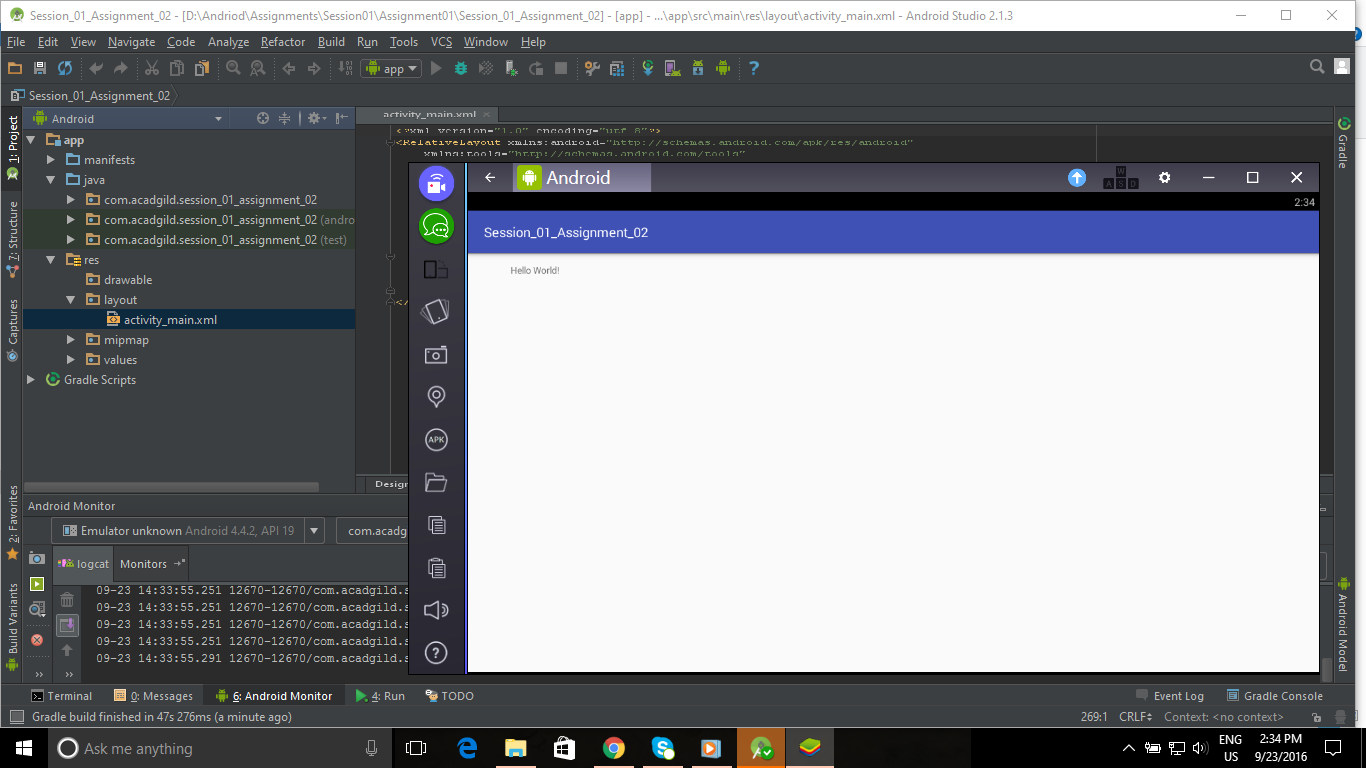 Session_01_Assignment_02 - [D:\Andriod\Assignments\Session01\Assignment01\Session_01_Assignment_02] - [app] - ...\app\src\main\res\layout\activity_main.xml - Android Studio 2.1.3
File Edit View Navigate Code Analyze Refactor Build Run Tools VCS Window Help
app
Session_01_Assignment_02
1: Project
7: Structure
Captures
2: Favorites
Build Variants
Android
app
manifests
java
com.acadgild.session_01_assignment_02
com.acadgild.session_01_assignment_02 (andro
com.acadgild.session_01_assignment_02 (test)
res
drawable
layout
activity_main.xml
mipmap
values
Gradle Scripts
activity_main.xml
<?xml version="1.0" encoding="utf-8"?>
<RelativeLayout xmlns:android="http://schemas.android.com/apk/res/android"
xmlns:tools="http://schemas.android.com/tools"
</
Design
Gradle
Android Model
Android
W
A S D
2:34
Session_01_Assignment_02
Hello World!
APK
?
Android Monitor
Emulator unknown Android 4.4.2, API 19
com.acadg
logcat
Monitors
09-23 14:33:55.251 12670-12670/com.acadgild.s
09-23 14:33:55.251 12670-12670/com.acadgild.s
09-23 14:33:55.251 12670-12670/com.acadgild.s
09-23 14:33:55.251 12670-12670/com.acadgild.s
09-23 14:33:55.291 12670-12670/com.acadgild.s
Terminal 0: Messages 6: Android Monitor 4: Run TODO Event Log Gradle Console
Gradle build finished in 47s 276ms (a minute ago) 269:1 CRLF Context: <no context>
Ask me anything
ENG
US
2:34 PM
9/23/2016